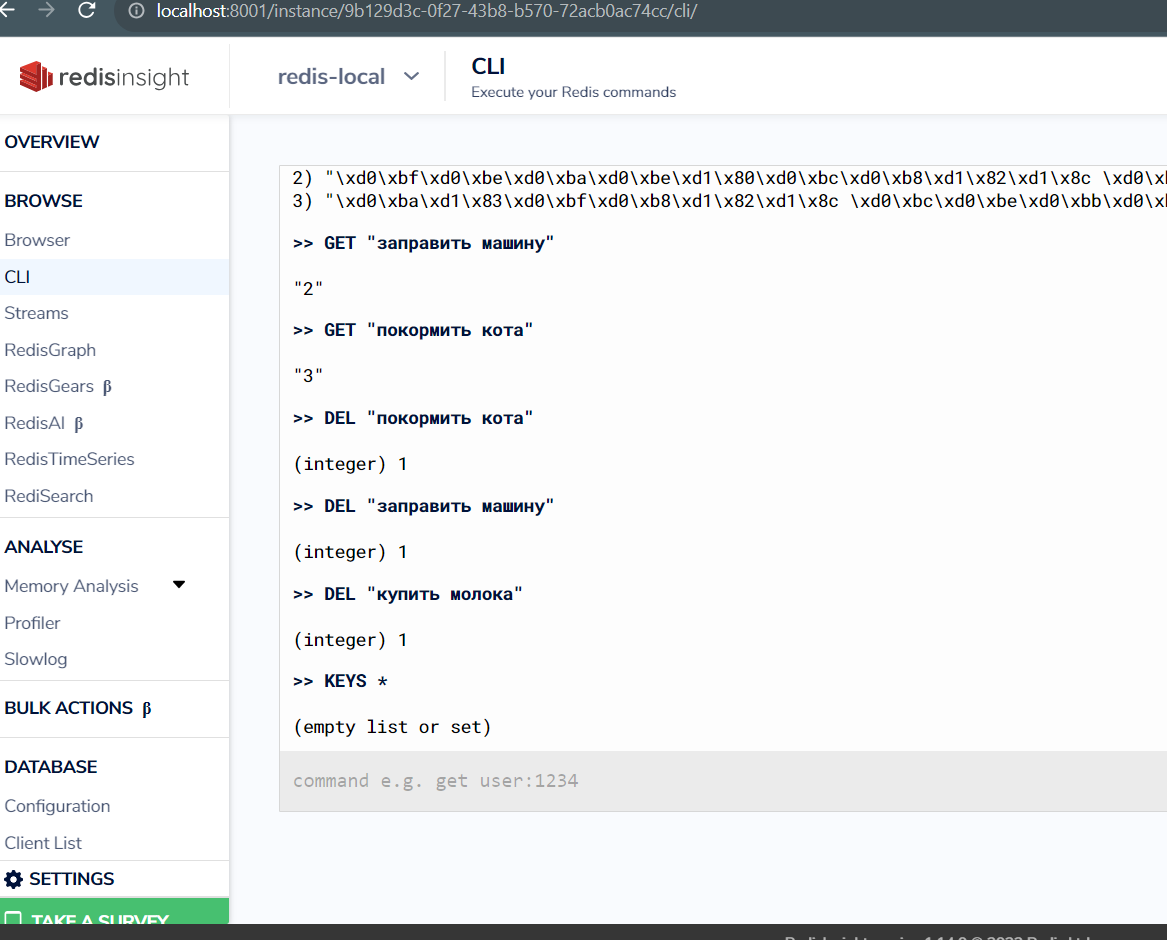 localhost:8001/instance/9b129d3c-0f27-43b8-b570-72acb0ac74cc/cli/
redisinsight
redis-local
CLI
Execute your Redis commands
OVERVIEW
BROWSE
Browser
CLI
Streams
RedisGraph
RedisGears β
RedisAI β
RedisTimeSeries
RediSearch
ANALYSE
Memory Analysis
Profiler
Slowlog
BULK ACTIONS β
DATABASE
Configuration
Client List
SETTINGS
TAKE A SURVEY
2) "\xd0\xbf\xd0\xbe\xd0\xba\xd0\xbe\xd1\x80\xd0\xbc\xd0\xb8\xd1\x82\xd1\x8c \xd0\x
3) "\xd0\xba\xd1\x83\xd0\xbf\xd0\xb8\xd1\x82\xd1\x8c \xd0\xbc\xd0\xbe\xd0\xbb\xd0\x
>> GET "заправить машину"
"2"
>> GET "покормить кота"
"3"
>> DEL "покормить кота"
(integer) 1
>> DEL "заправить машину"
(integer) 1
>> DEL "купить молока"
(integer) 1
>> KEYS *
(empty list or set)
command e.g. get user:1234